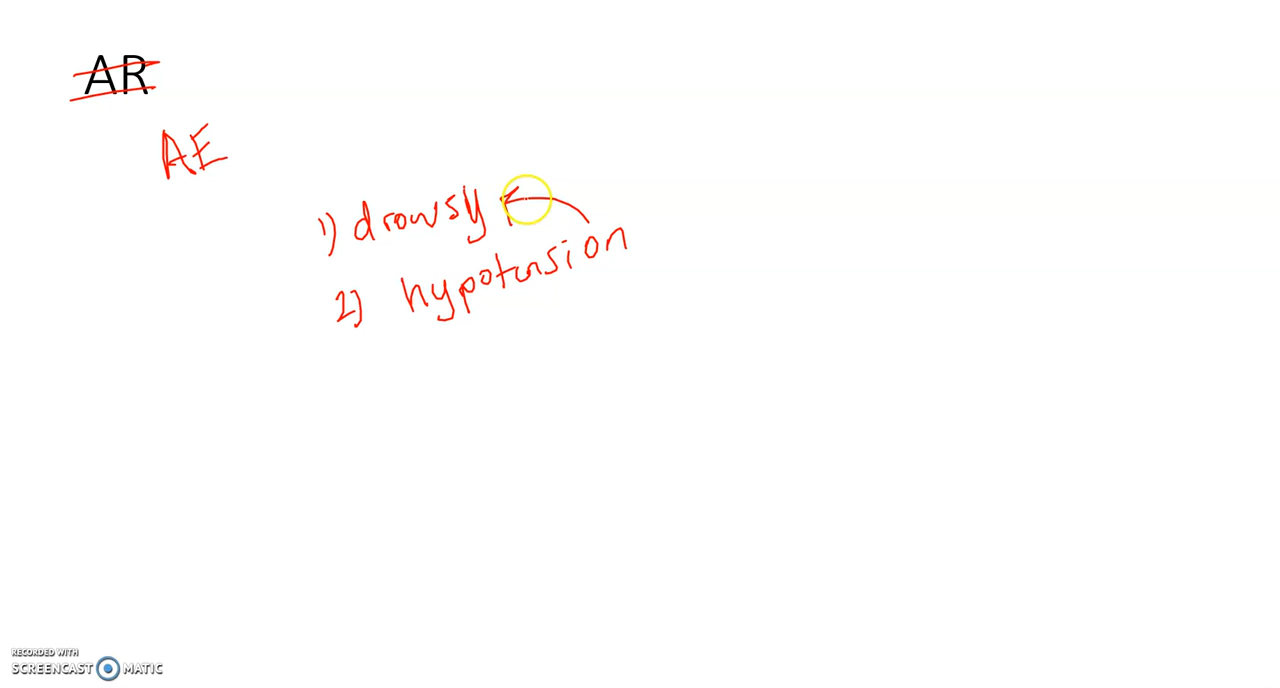 AR
AE
1) drowsy
2) hypotension
RECORDED WITH
SCREENCAST MATIC